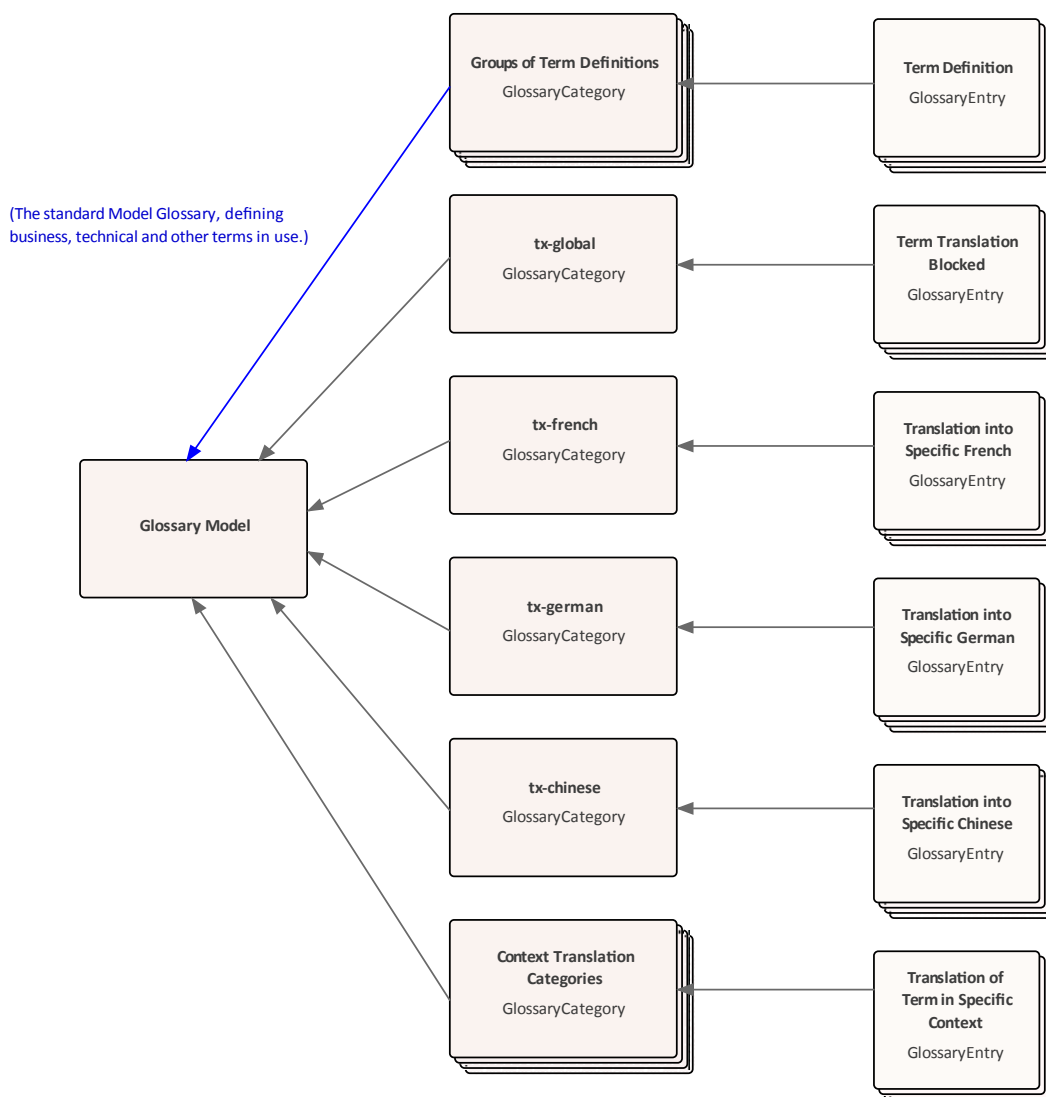 Groups of Term Definitions
GlossaryCategory
Term Definition
GlossaryEntry
(The standard Model Glossary, defining
business, technical and other terms in use.)
tx-global
GlossaryCategory
Term Translation
Blocked
GlossaryEntry
tx-french
GlossaryCategory
Translation into
Specific French
GlossaryEntry
Glossary Model
tx-german
GlossaryCategory
Translation into
Specific German
GlossaryEntry
tx-chinese
GlossaryCategory
Translation into
Specific Chinese
GlossaryEntry
Context Translation
Categories
GlossaryCategory
Translation of
Term in Specific
Context
GlossaryEntry